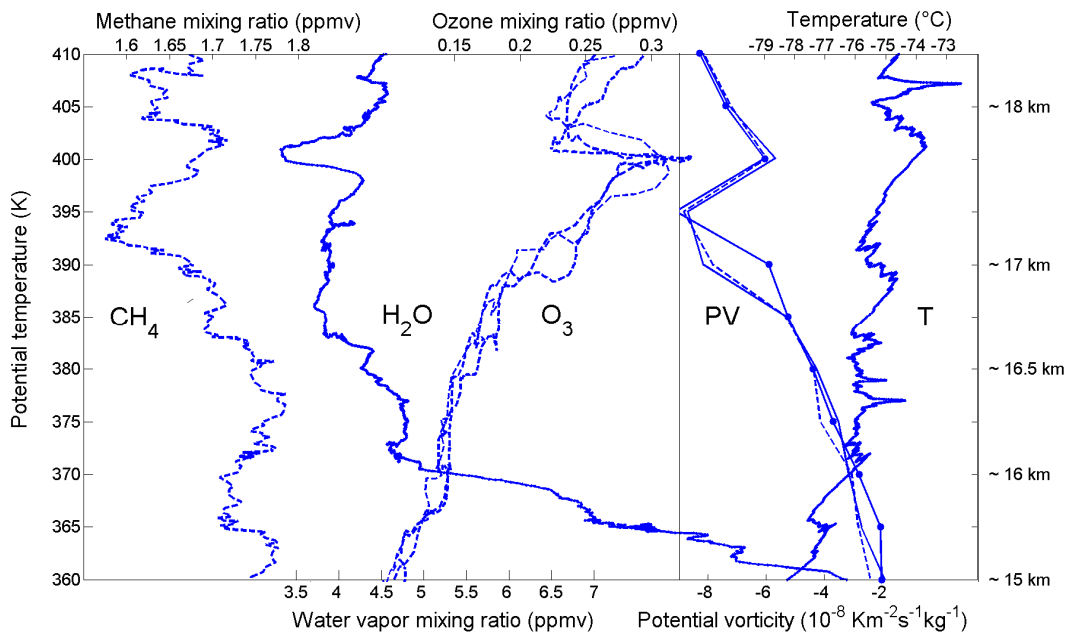 Methane mixing ratio (ppmv) Ozone mixing ratio (ppmv) Temperature (°C)
1.6 1.65 1.7 1.75 1.8 0.15 0.2 0.25 0.3 -79 -78 -77 -76 -75 -74 -73
410
405
400
395
390
385
380
375
370
365
360
Potential temperature (K)
CH4 H2O O3 PV T
~ 18 km
~ 17 km
~ 16.5 km
~ 16 km
~ 15 km
3.5 4 4.5 5 5.5 6 6.5 7 -8 -6 -4 -2
Water vapor mixing ratio (ppmv) Potential vorticity (10-8 Km-2s-1kg-1)